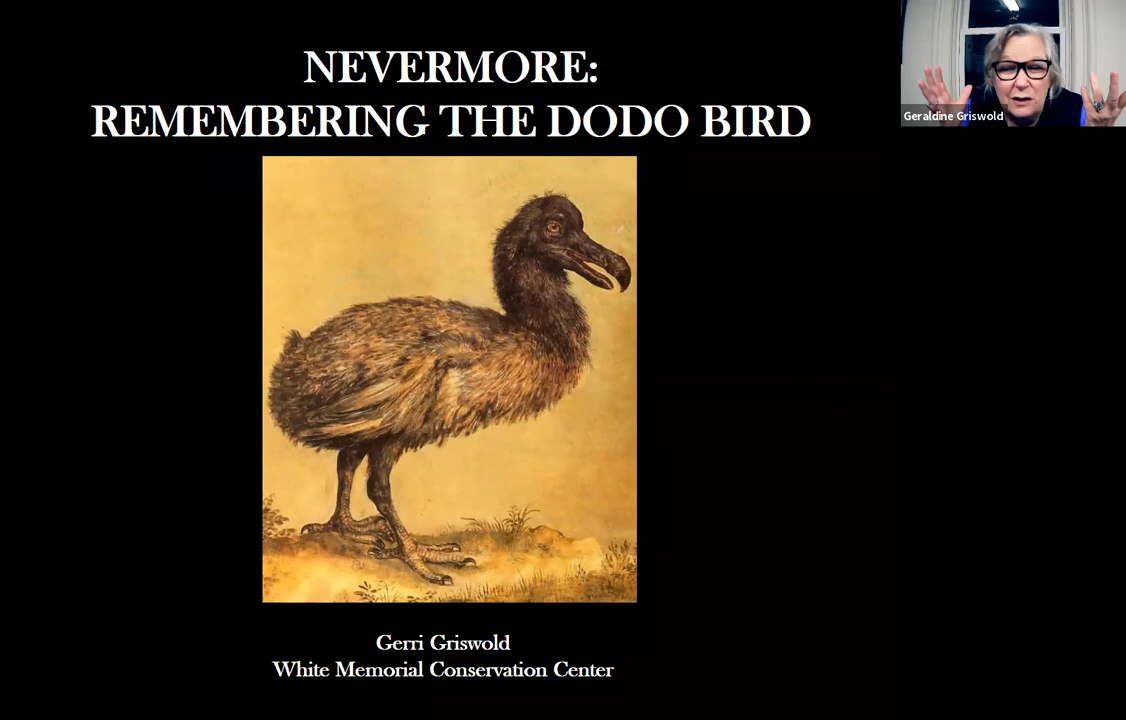 NEVERMORE:
REMEMBERING THE DODO BIRD
Geraldine Griswold
Gerri Griswold
White Memorial Conservation Center